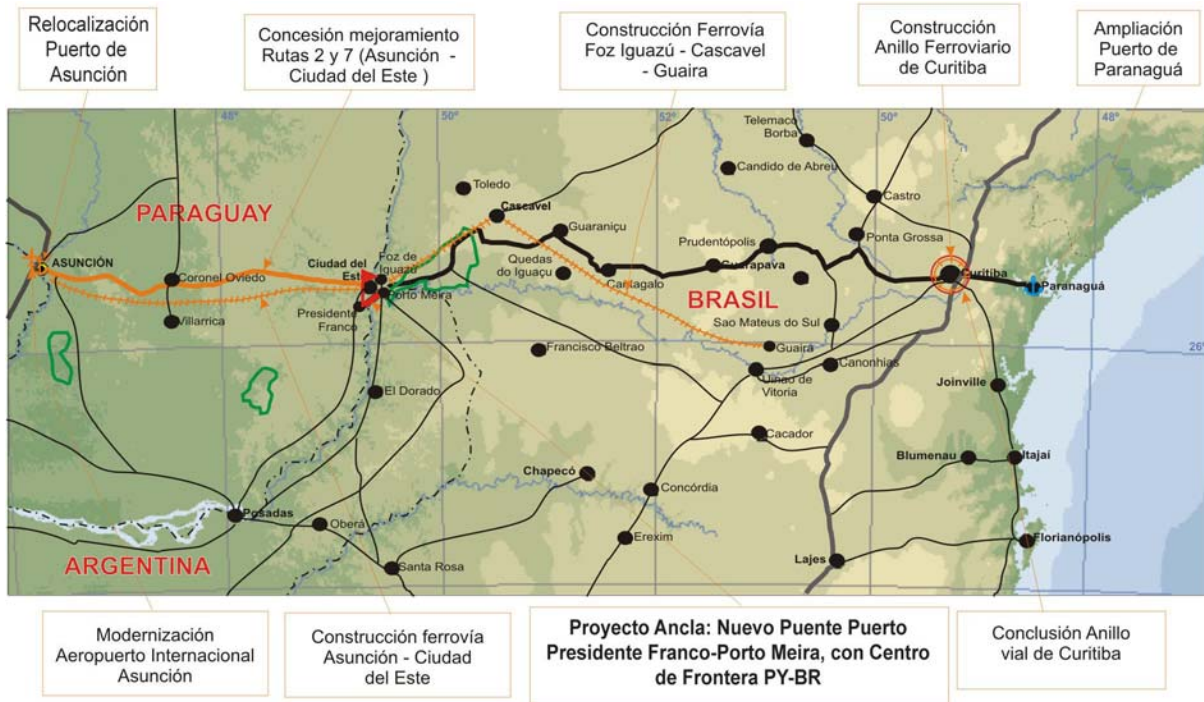 Relocalización
Puerto de
Asunción
Concesión mejoramiento
Rutas 2 y 7 (Asunción -
Ciudad del Este )
Construcción Ferrovía
Foz Iguazú - Cascavel
- Guaira
Construcción
Anillo Ferroviario
de Curitiba
Ampliación
Puerto de
Paranaguá
48°
50°
52°
50°
48°
Telemaco
Borba
Candido de Abreu
Toledo
Castro
PARAGUAY
Cascavel
Guaraniçu
Ponta Grossa
Prudentópolis
ASUNCIÓN
Ciudad del
Este
Foz de
Iguazú
Coronel Oviedo
Quedas
do Iguaçu
Cantagalo
Guarapava
Curitiba
Paranaguá
Porto Meira
BRASIL
Presidente
Franco
Villarrica
Sao Mateus do Sul
Guairá
26°
Francisco Beltrao
Canonhias
Uinao de
Vitoria
Joinville
El Dorado
Cacador
Blumenau
Itajaí
Chapecó
Concórdia
Posadas
Oberá
Erexim
Florianópolis
ARGENTINA
Santa Rosa
Lajes
Modernización
Aeropuerto Internacional
Asunción
Construcción ferrovía
Asunción - Ciudad
del Este
Proyecto Ancla: Nuevo Puente Puerto
Presidente Franco-Porto Meira, con Centro
de Frontera PY-BR
Conclusión Anillo
vial de Curitiba